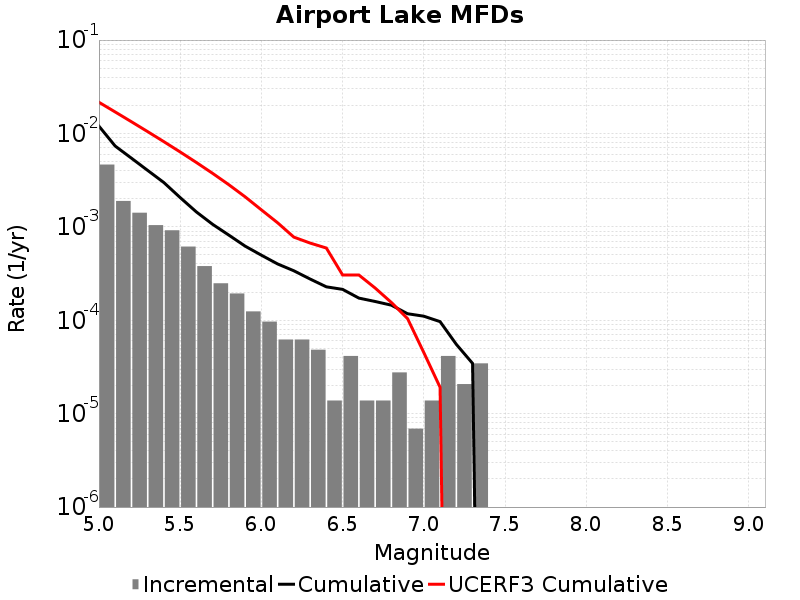 Airport Lake MFDs
10-1
10-2
10-3
10-4
10-5
10-6
Rate (1/yr)
5.0 5.5 6.0 6.5 7.0 7.5 8.0 8.5 9.0
Magnitude
Incremental Cumulative UCERF3 Cumulative